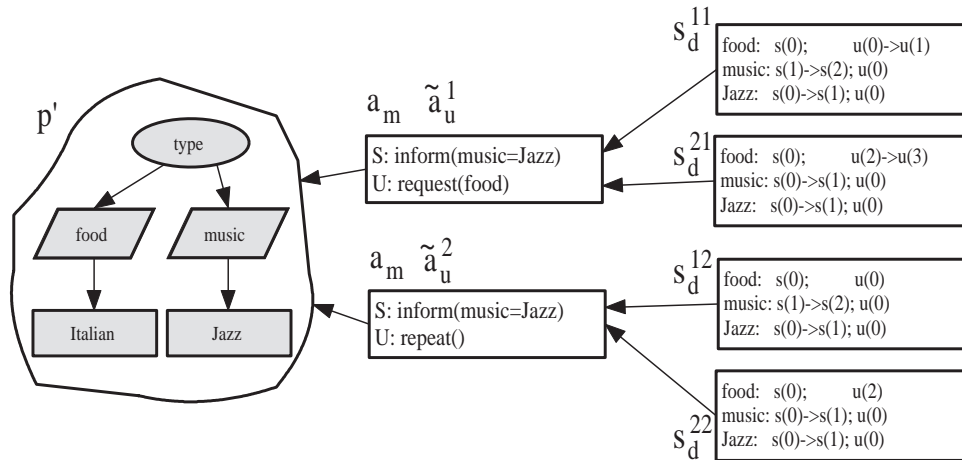 p'
type
food
music
Italian
Jazz
a_m ã_u^1
S: inform(music=Jazz)
U: request(food)
a_m ã_u^2
S: inform(music=Jazz)
U: repeat()
s_d^11
food: s(0); u(0)->u(1)
music: s(1)->s(2); u(0)
Jazz: s(0)->s(1); u(0)
s_d^21
food: s(0); u(2)->u(3)
music: s(0)->s(1); u(0)
Jazz: s(0)->s(1); u(0)
s_d^12
food: s(0); u(0)
music: s(1)->s(2); u(0)
Jazz: s(0)->s(1); u(0)
s_d^22
food: s(0); u(2)
music: s(0)->s(1); u(0)
Jazz: s(0)->s(1); u(0)